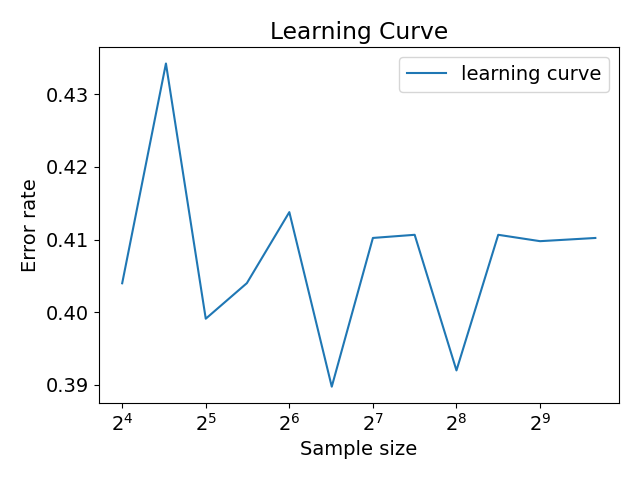 Learning Curve
learning curve
Error rate
0.43
0.42
0.41
0.40
0.39
2⁴ 2⁵ 2⁶ 2⁷ 2⁸ 2⁹
Sample size